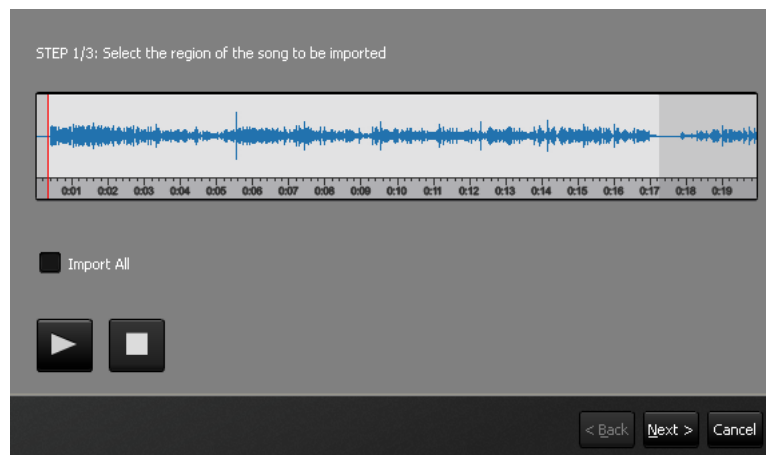 STEP 1/3: Select the region of the song to be imported
0:01 0:02 0:03 0:04 0:05 0:06 0:07 0:08 0:09 0:10 0:11 0:12 0:13 0:14 0:15 0:16 0:17 0:18 0:19
Import All
< Back Next > Cancel